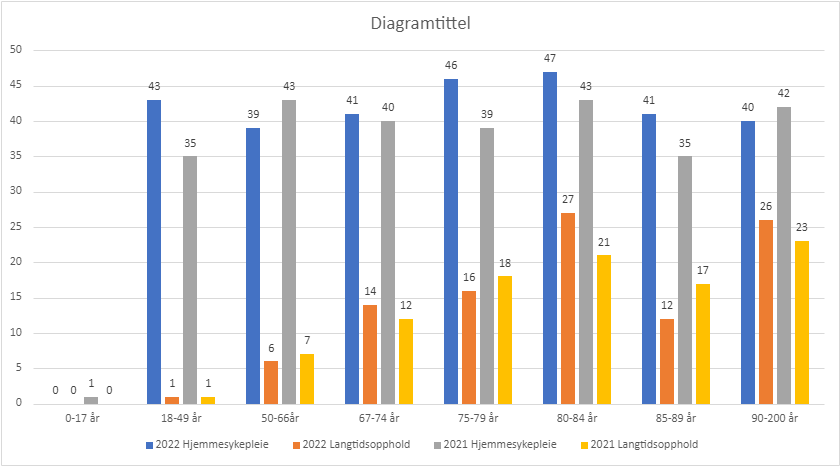 Diagramtittel
50
45
40
35
30
25
20
15
10
5
0
0 0 1 0
43 1 35 1
39 6 43 7
41 14 40 12
46 16 39 18
47 27 43 21
41 12 35 17
40 26 42 23
0-17 år 18-49 år 50-66år 67-74 år 75-79 år 80-84 år 85-89 år 90-200 år
2022 Hjemmesykepleie 2022 Langtidsopphold 2021 Hjemmesykepleie 2021 Langtidsopphold